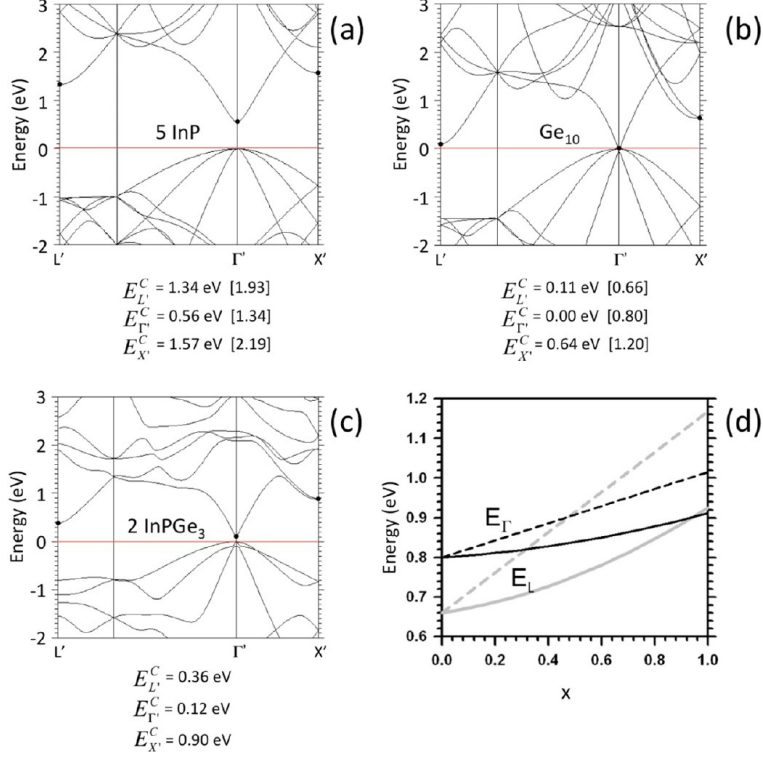 (a)
3
2
1
0
-1
-2
Energy (eV)
5 InP
L' Γ' X'
E^C_L' = 1.34 eV [1.93]
E^C_Γ' = 0.56 eV [1.34]
E^C_X' = 1.57 eV [2.19]
(b)
3
2
1
0
-1
-2
Energy (eV)
Ge₁₀
L' Γ' X'
E^C_L' = 0.11 eV [0.66]
E^C_Γ' = 0.00 eV [0.80]
E^C_X' = 0.64 eV [1.20]
(c)
3
2
1
0
-1
-2
Energy (eV)
2 InPGe₃
L' Γ' X'
E^C_L' = 0.36 eV
E^C_Γ' = 0.12 eV
E^C_X' = 0.90 eV
(d)
1.2
1.1
1.0
0.9
0.8
0.7
0.6
Energy (eV)
E_Γ
E_L
0.0 0.2 0.4 0.6 0.8 1.0
x